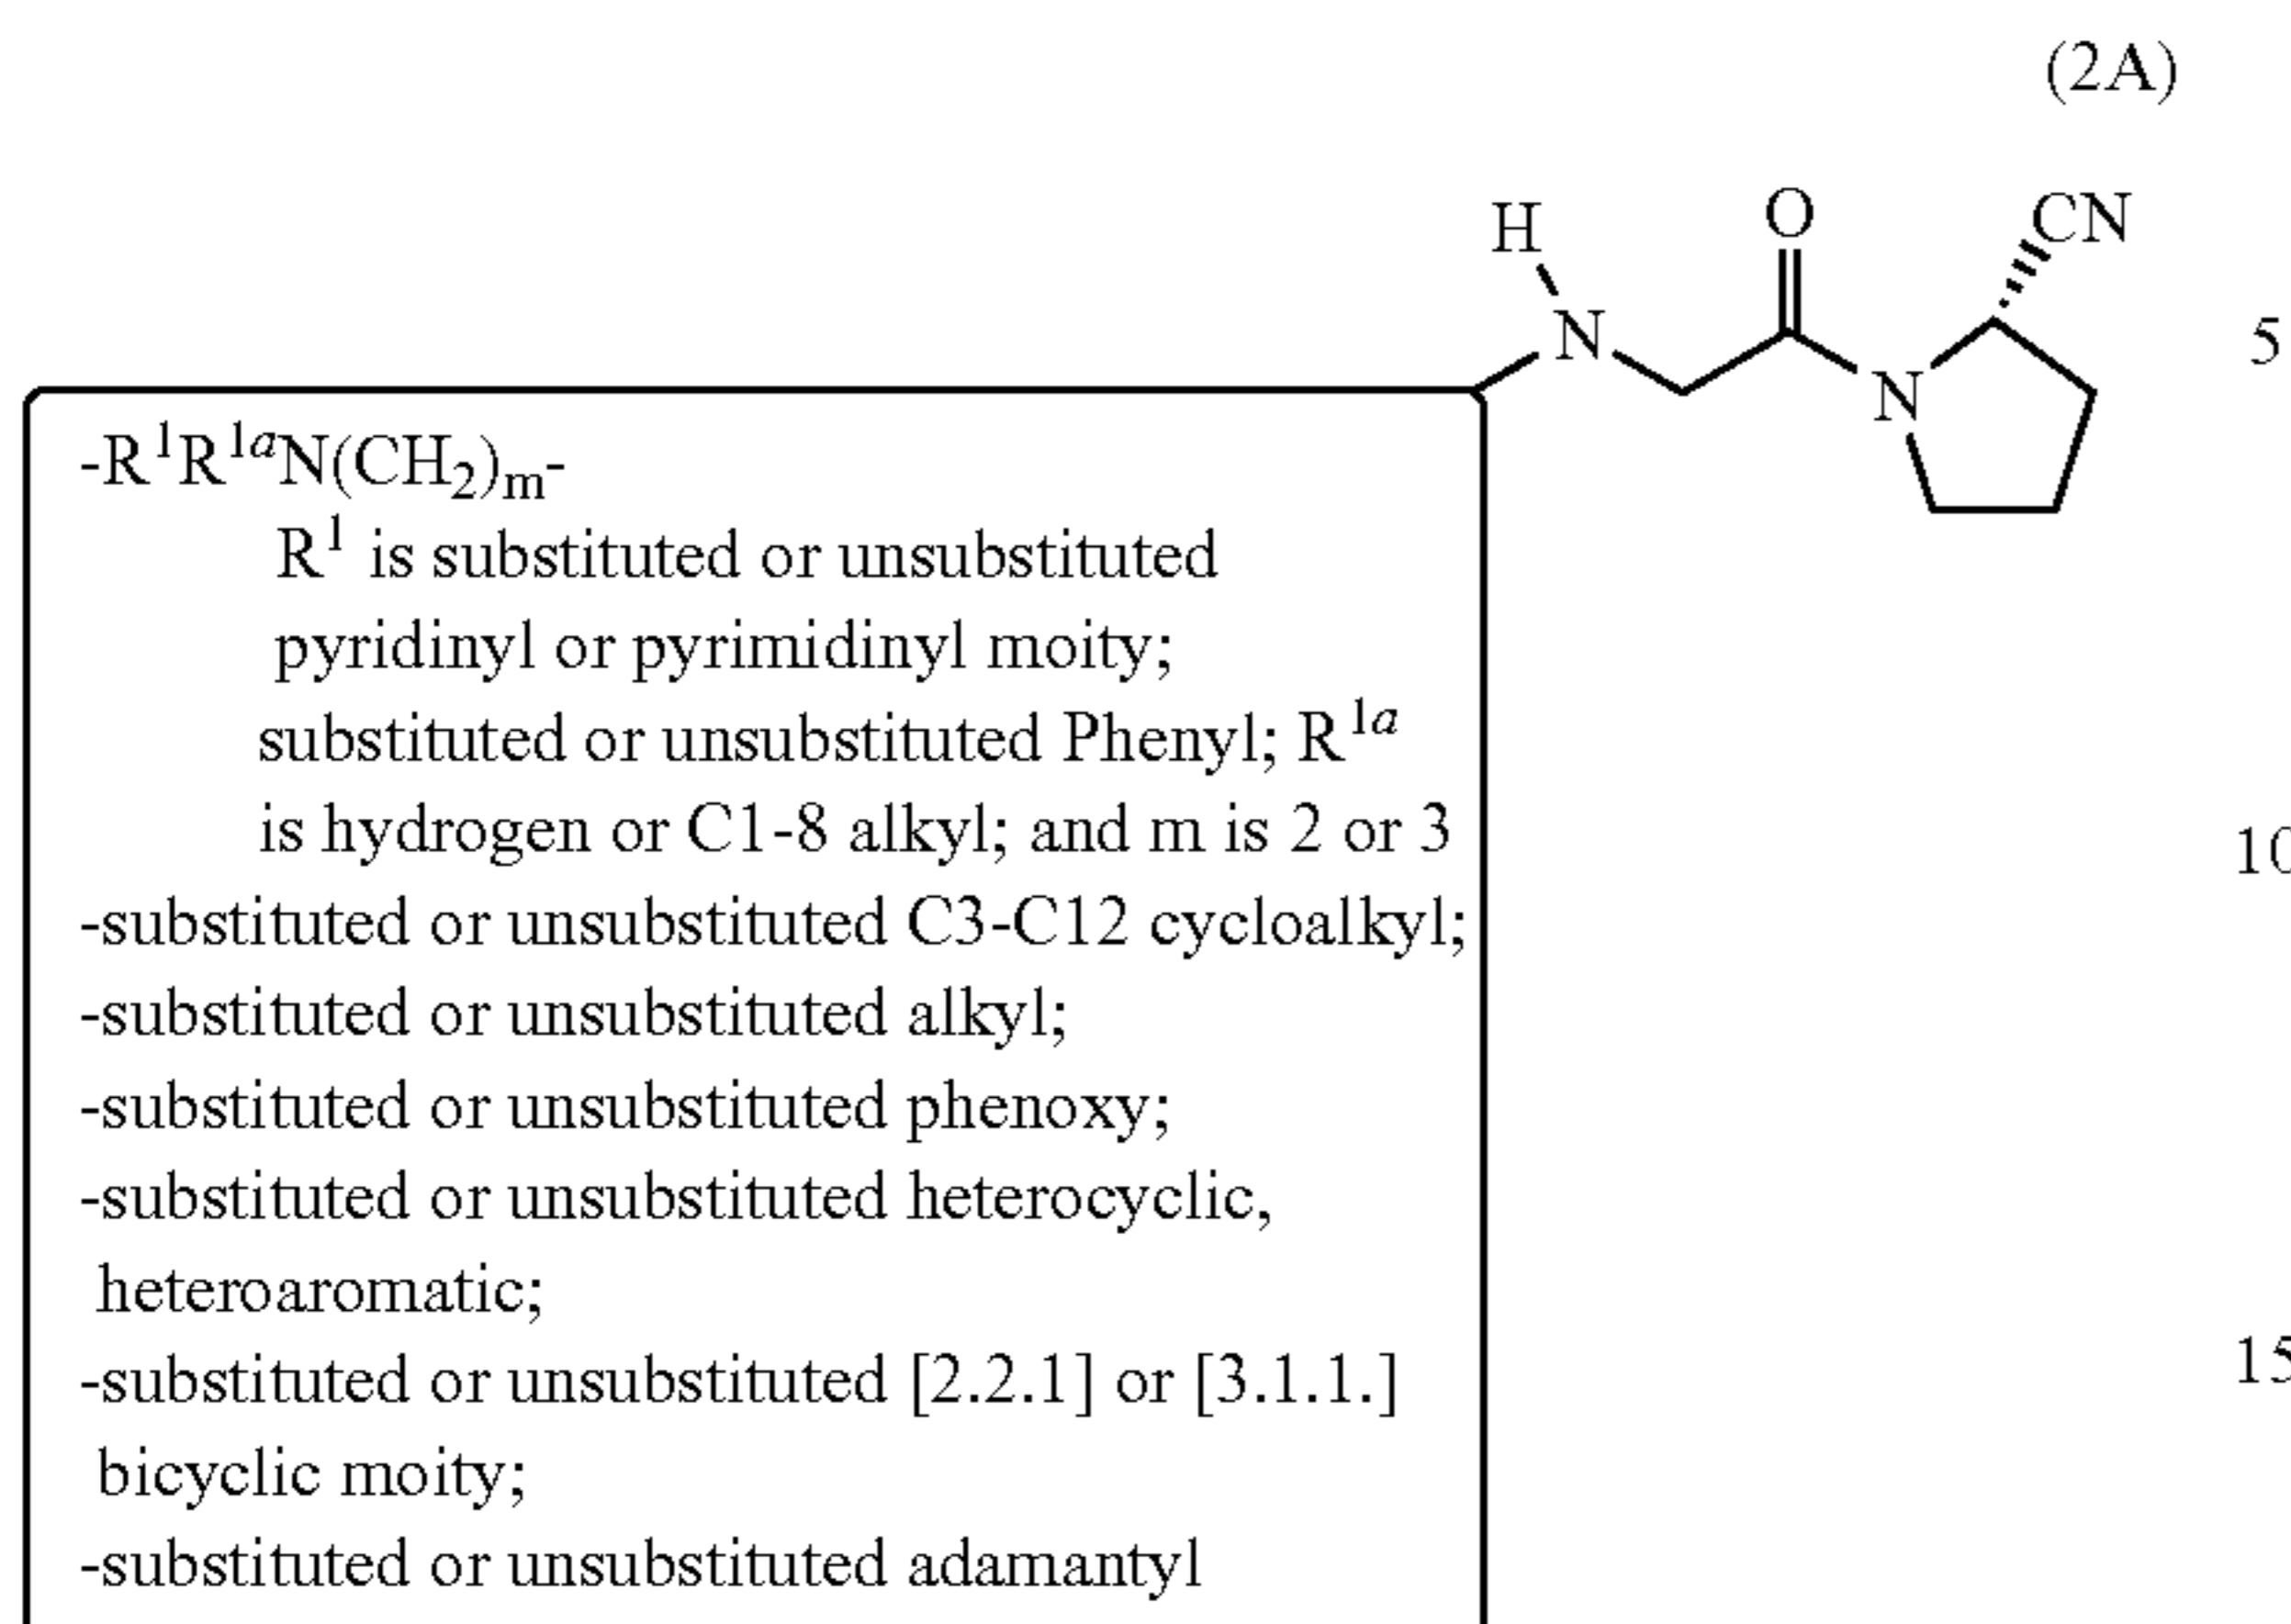 (2A)
CN
O
H
N
5
N
-R¹R¹ᵃN(CH₂)ₘ-
R¹ is substituted or unsubstituted
pyridinyl or pyrimidinyl moity;
substituted or unsubstituted Phenyl; R¹ᵃ
is hydrogen or C1-8 alkyl; and m is 2 or 3
10
-substituted or unsubstituted C3-C12 cycloalkyl;
-substituted or unsubstituted alkyl;
-substituted or unsubstituted phenoxy;
-substituted or unsubstituted heterocyclic,
heteroaromatic;
-substituted or unsubstituted [2.2.1] or [3.1.1.]
15
bicyclic moity;
-substituted or unsubstituted adamantyl